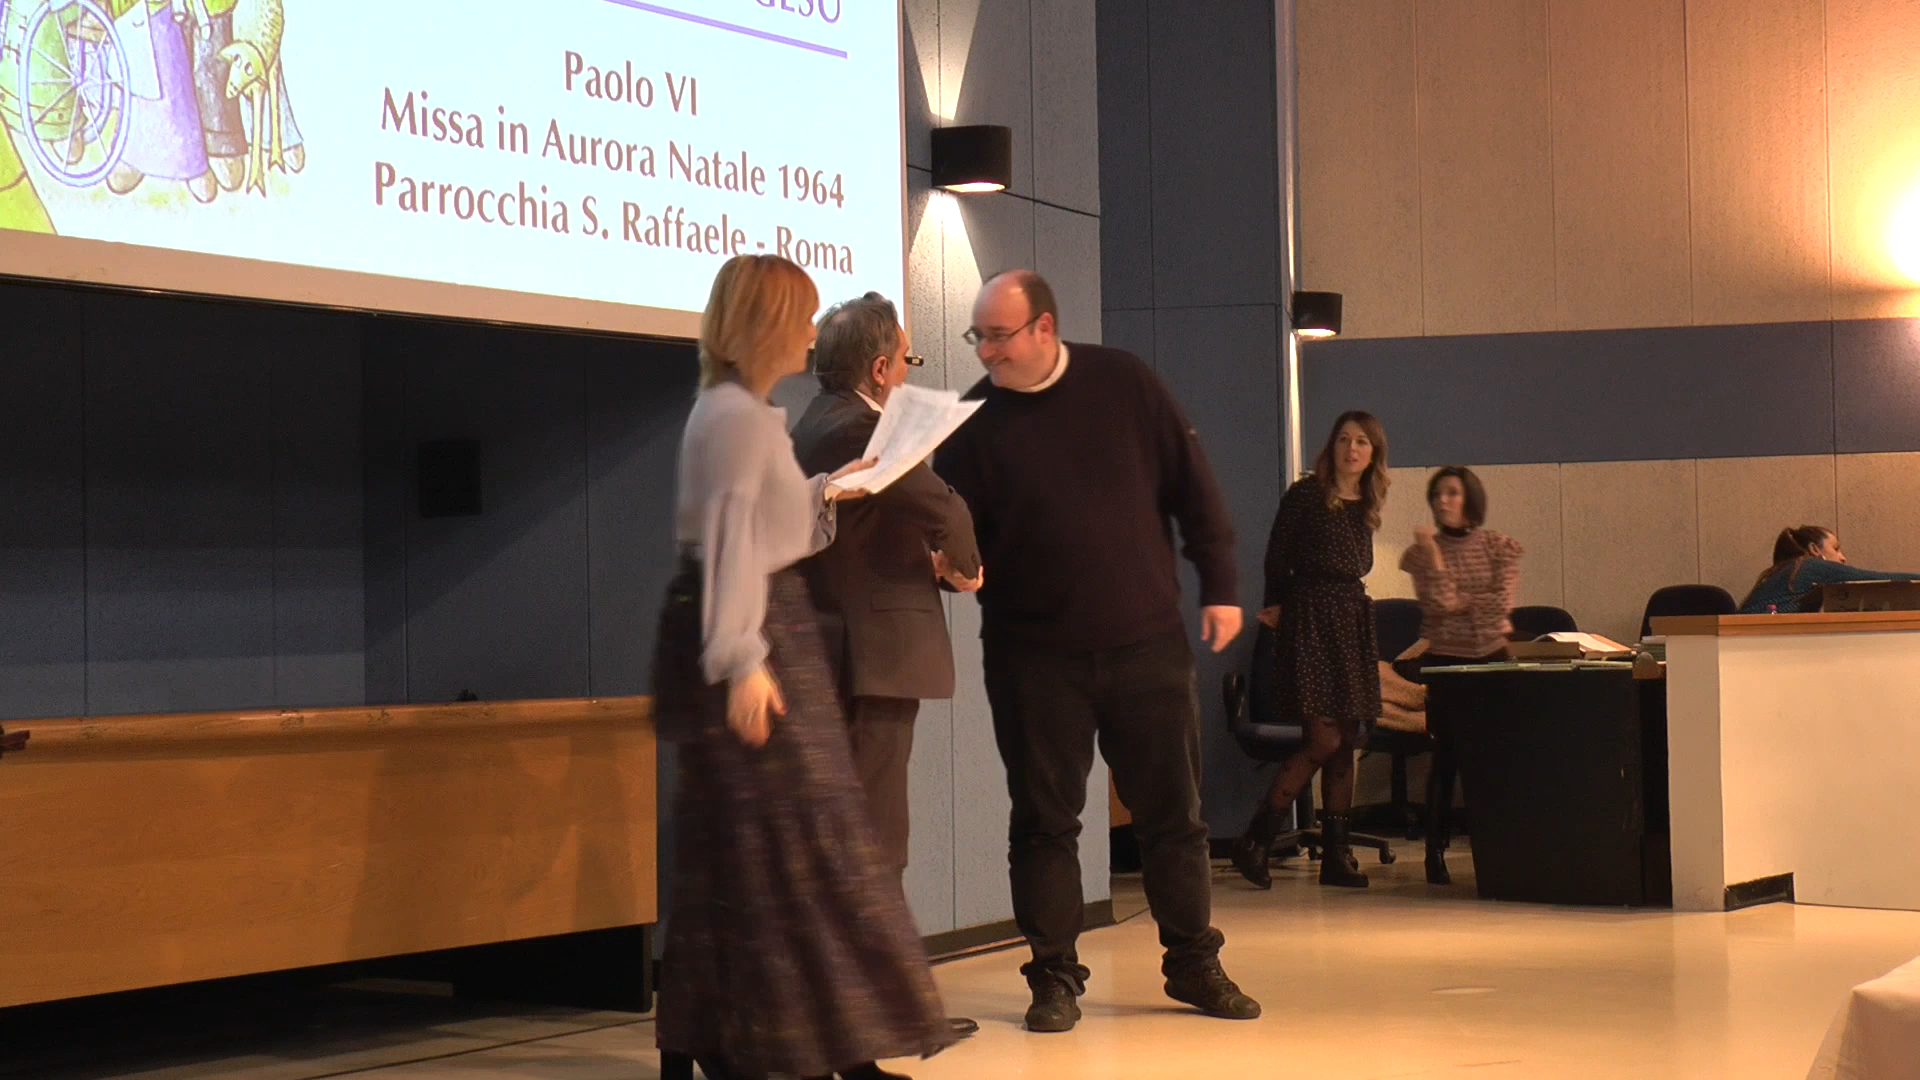 Paolo VI
Missa in Aurora Natale 1964
Parrocchia S. Raffaele - Roma